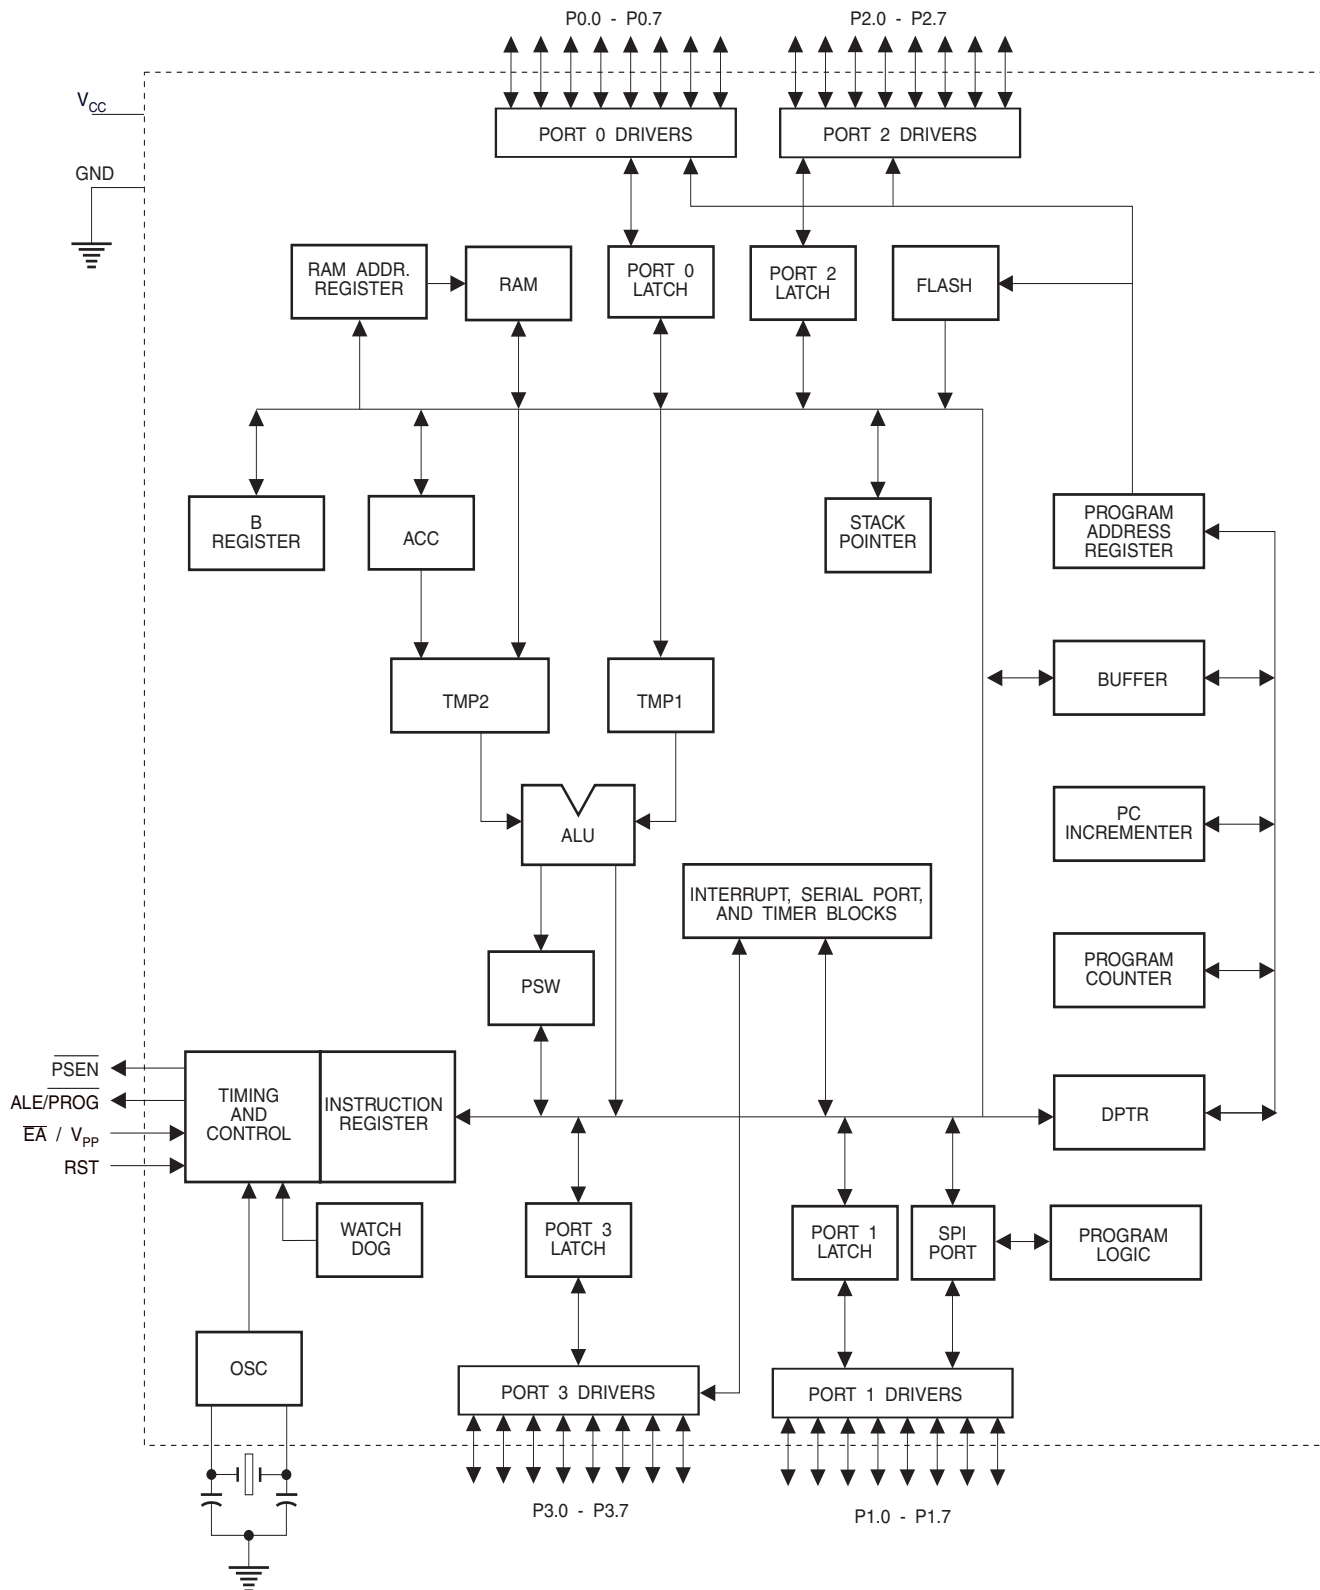 P0.0 - P0.7
P2.0 - P2.7
VCC
PORT 0 DRIVERS
PORT 2 DRIVERS
GND
RAM ADDR.
REGISTER
RAM
PORT 0
LATCH
PORT 2
LATCH
FLASH
B
REGISTER
ACC
STACK
POINTER
PROGRAM
ADDRESS
REGISTER
TMP2
TMP1
BUFFER
ALU
PC
INCREMENTER
INTERRUPT, SERIAL PORT,
AND TIMER BLOCKS
PSW
PROGRAM
COUNTER
PSEN
ALE/PROG
EA / VPP
RST
TIMING
AND
CONTROL
INSTRUCTION
REGISTER
DPTR
WATCH
DOG
PORT 3
LATCH
PORT 1
LATCH
SPI
PORT
PROGRAM
LOGIC
OSC
PORT 3 DRIVERS
PORT 1 DRIVERS
P3.0 - P3.7
P1.0 - P1.7